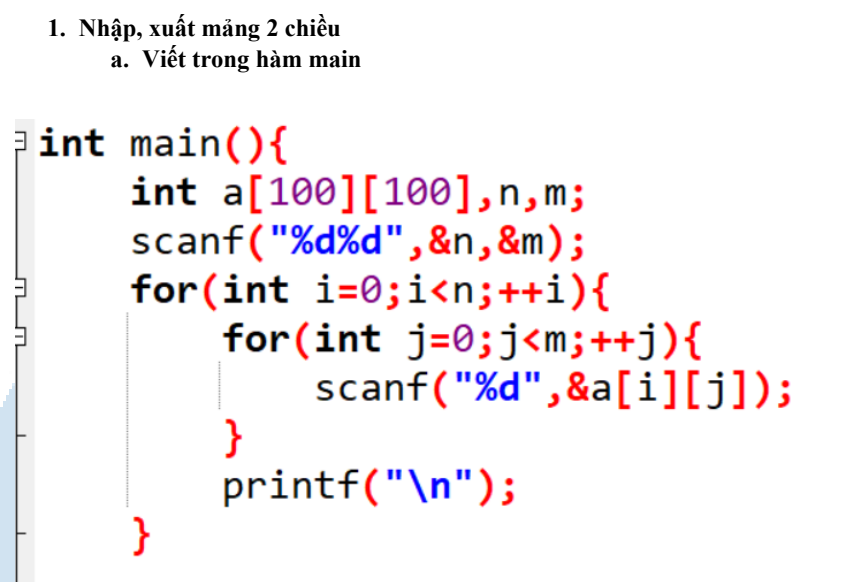 1. Nhập, xuất mảng 2 chiều
a. Viết trong hàm main
int main(){
int a[100][100],n,m;
scanf("%d%d",&n,&m);
for(int i=0;i<n;++i){
for(int j=0;j<m;++j){
scanf("%d",&a[i][j]);
}
printf("\n");
}